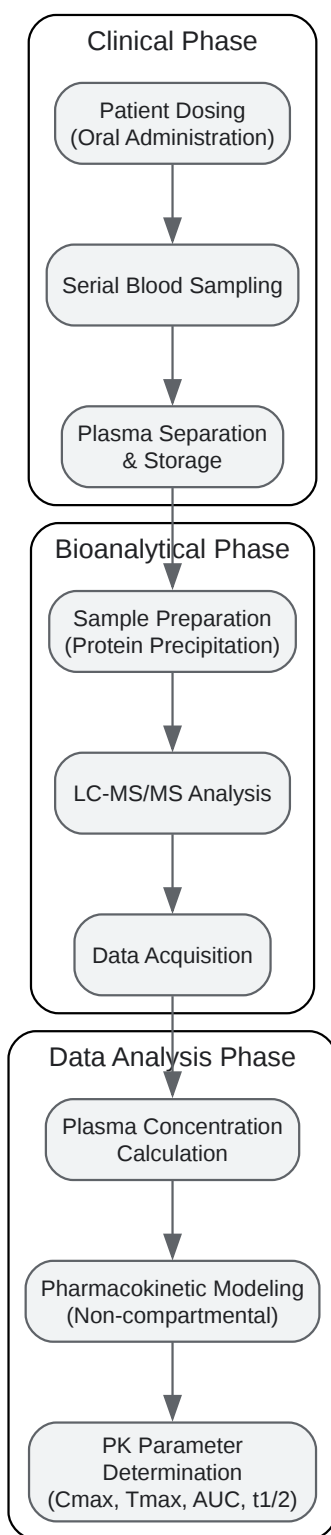 Clinical Phase
Patient Dosing
(Oral Administration)
Serial Blood Sampling
Plasma Separation
& Storage
Bioanalytical Phase
Sample Preparation
(Protein Precipitation)
LC-MS/MS Analysis
Data Acquisition
Data Analysis Phase
Plasma Concentration
Calculation
Pharmacokinetic Modeling
(Non-compartmental)
PK Parameter
Determination
(Cmax, Tmax, AUC, t1/2)